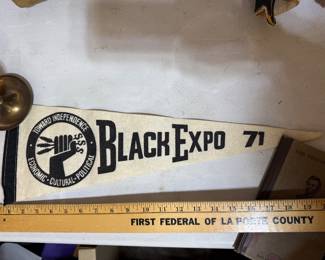 TOWARD INDEPENDENCE
$$$
ECONOMIC · CULTURAL · POLITICAL
BLACK EXPO 71
FIRST FEDERAL OF LA PORTE COUNTY